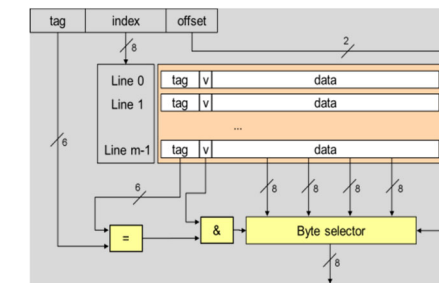 tag index offset
8
2
Line 0 tag v data
Line 1 tag v data
...
Line m-1 tag v data
6
6
8 8 8 8
= & Byte selector
8